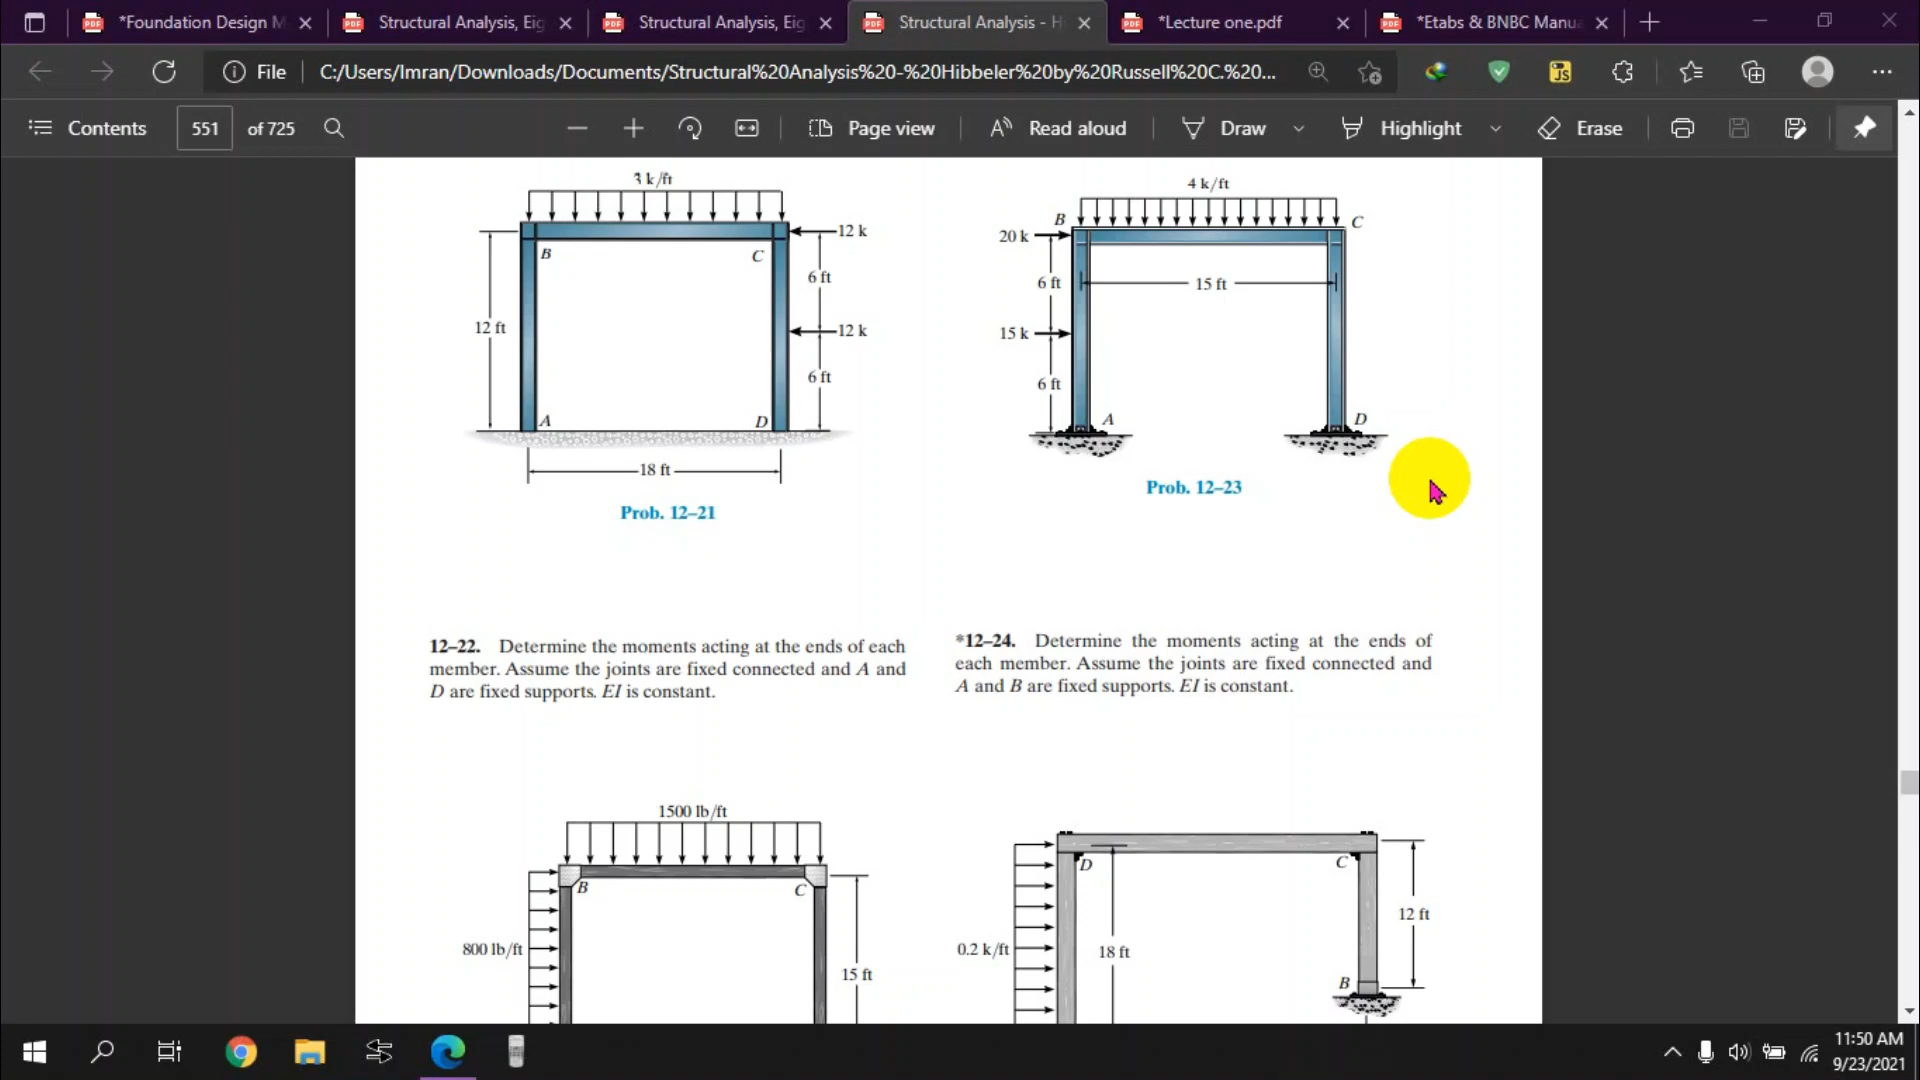 *Foundation Design M
Structural Analysis, Eig
Structural Analysis, Eig
Structural Analysis - H
*Lecture one.pdf
*Etabs & BNBC Manua
File
C:/Users/Imran/Downloads/Documents/Structural%20Analysis%20-%20Hibbeler%20by%20Russell%20C.%20...
JS
Contents
551
of 725
Page view
Read aloud
Draw
Highlight
Erase
3 k/ft
12 k
B
C
6 ft
12 ft
12 k
6 ft
A
D
18 ft
Prob. 12–21
4 k/ft
B
C
20 k
6 ft
15 ft
15 k
6 ft
A
D
Prob. 12–23
12–22. Determine the moments acting at the ends of each
member. Assume the joints are fixed connected and A and
D are fixed supports. EI is constant.
*12–24. Determine the moments acting at the ends of
each member. Assume the joints are fixed connected and
A and B are fixed supports. EI is constant.
1500 lb/ft
B
C
800 lb/ft
15 ft
D
C
12 ft
0.2 k/ft
18 ft
B
11:50 AM
9/23/2021